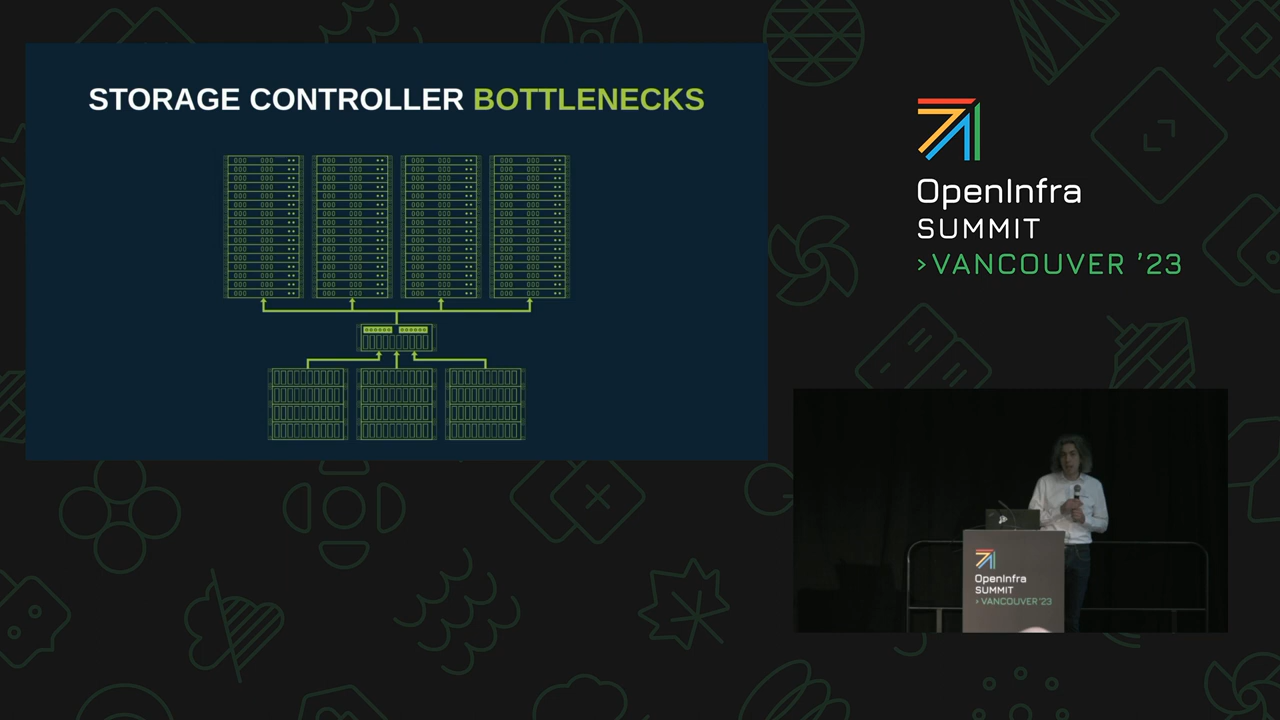 STORAGE CONTROLLER BOTTLENECKS
OpenInfra
SUMMIT
>VANCOUVER '23
OpenInfra
SUMMIT
> VANCOUVER '23